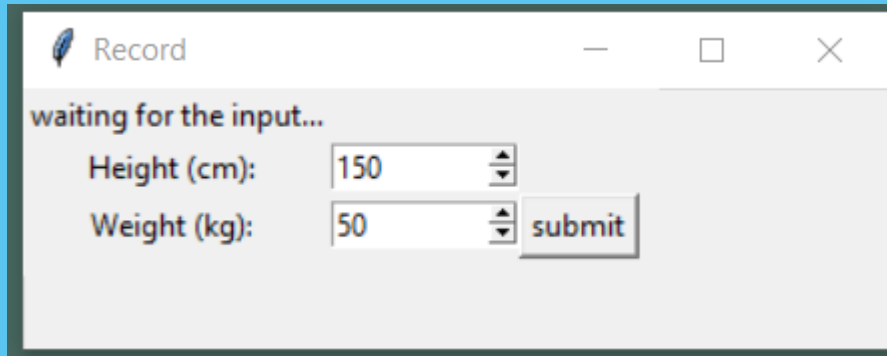 Record
waiting for the input...
Height (cm): 150
Weight (kg): 50 submit